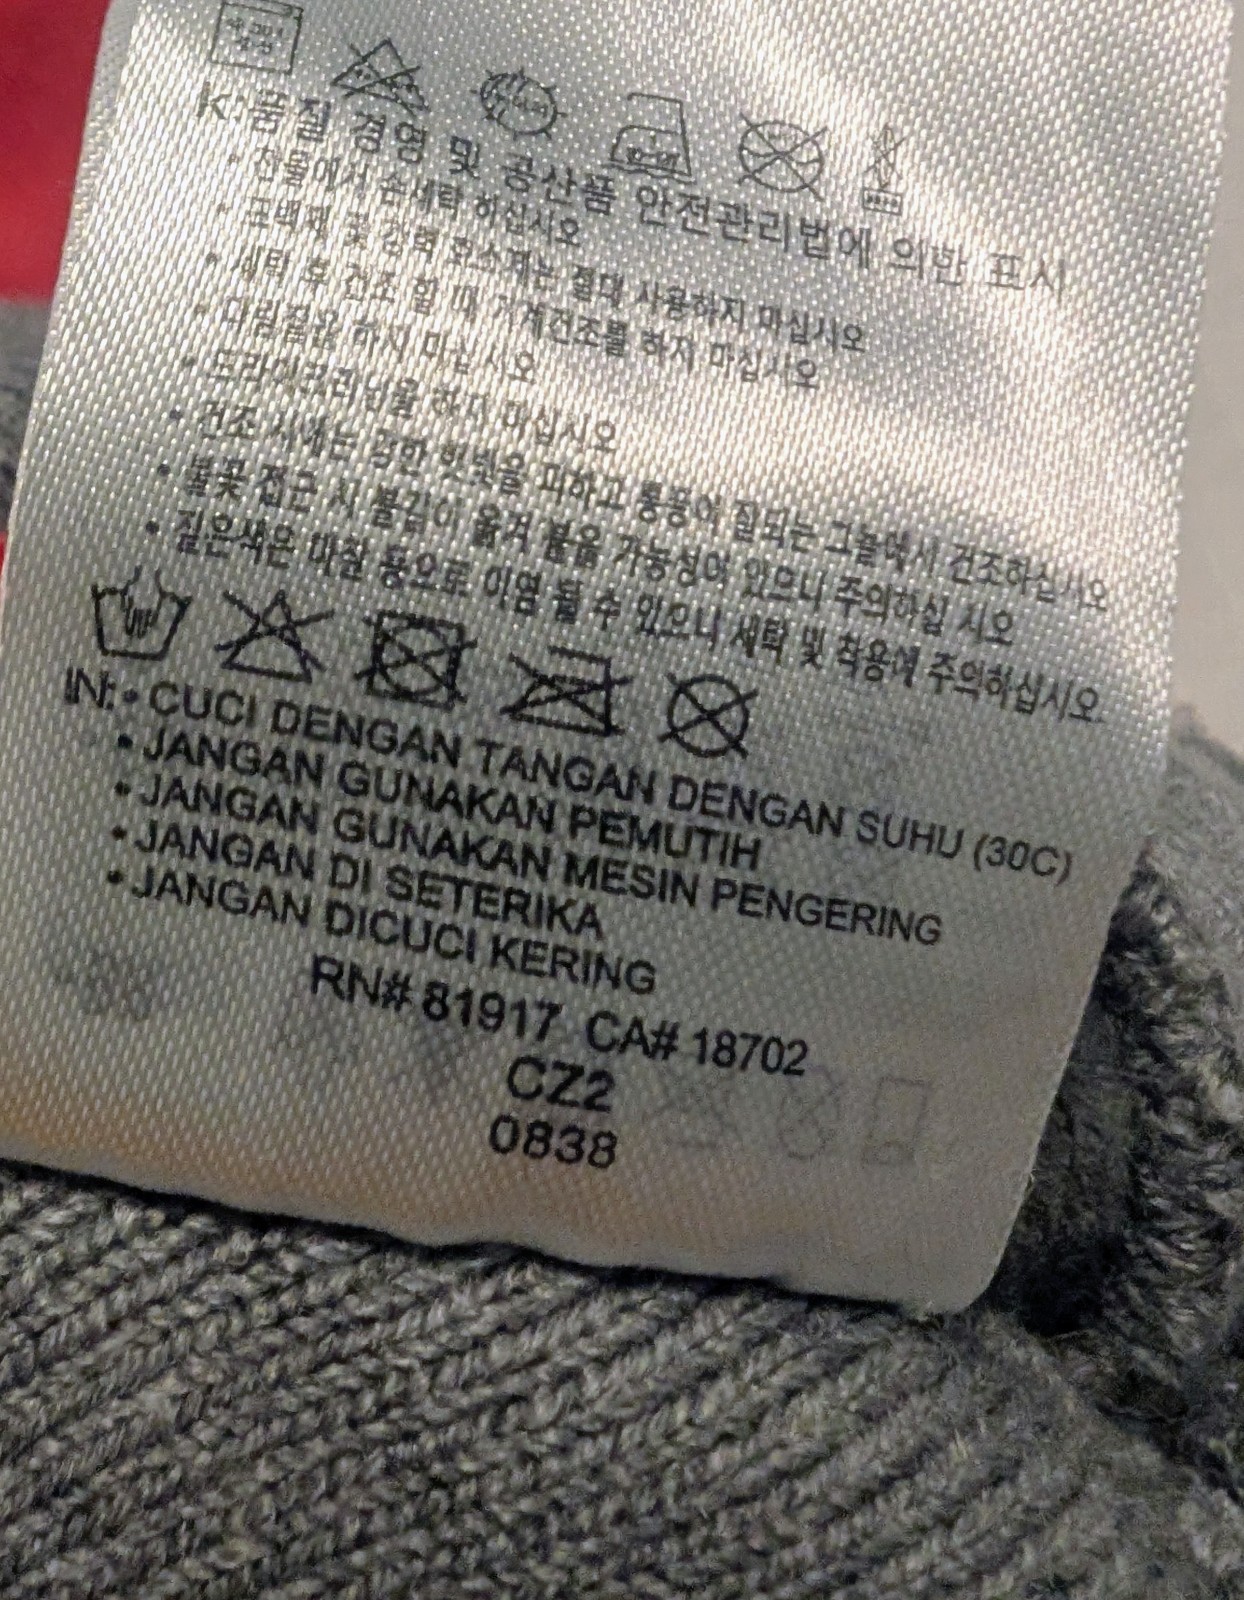 K:품질 경영 및 공산품 안전관리법에 의한 표시
• 찬물에서 손세탁 하십시오
• 표백제 및 강력 효소제는 절대 사용하지 마십시오
• 세탁 후 건조 할 때 기계건조를 하지 마십시오
• 다림질은 하지 마십시오
• 드라이크리닝을 하지 마십시오
• 건조 시에는 강한 햇빛을 피하고 통풍이 잘되는 그늘에서 건조하십시오
• 불꽃 접근 시 불길이 옮겨 붙을 가능성이 있으니 주의하십 시오
• 짙은색은 마찰 등으로 이염 될 수 있으니 세탁 및 착용에 주의하십시오.
IN: • CUCI DENGAN TANGAN DENGAN SUHU (30C)
• JANGAN GUNAKAN PEMUTIH
• JANGAN GUNAKAN MESIN PENGERING
• JANGAN DI SETERIKA
• JANGAN DICUCI KERING
RN# 81917 CA# 18702
CZ2
0838